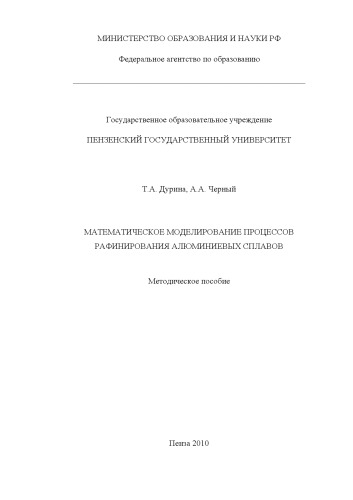 МИНИСТЕРСТВО ОБРАЗОВАНИЯ И НАУКИ РФ
Федеральное агентство по образованию
Государственное образовательное учреждение
ПЕНЗЕНСКИЙ ГОСУДАРСТВЕННЫЙ УНИВЕРСИТЕТ
Т.А. Дурина, А.А. Черный
МАТЕМАТИЧЕСКОЕ МОДЕЛИРОВАНИЕ ПРОЦЕССОВ
РАФИНИРОВАНИЯ АЛЮМИНИЕВЫХ СПЛАВОВ
Методическое пособие
Пенза 2010